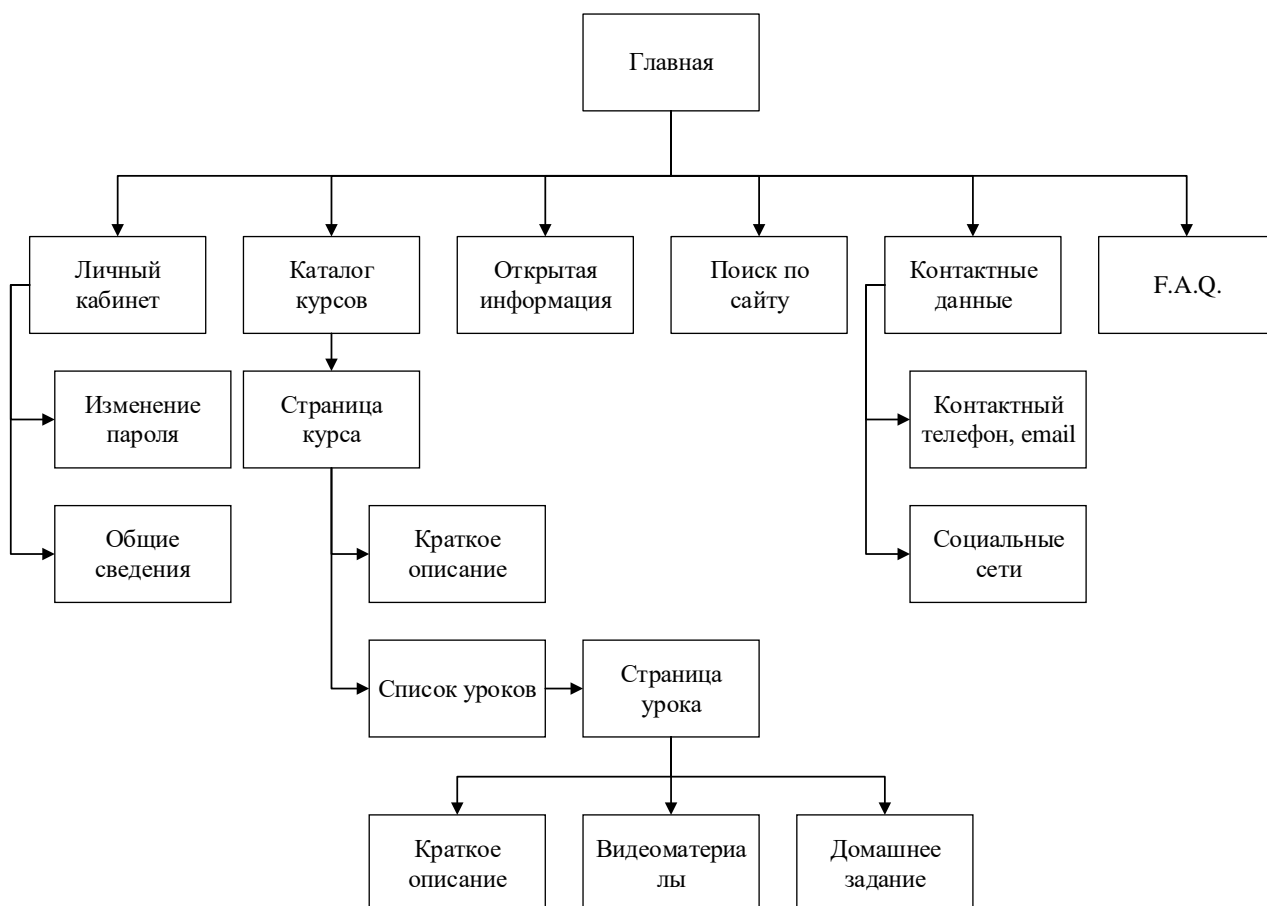 Главная
Личный
кабинет
Каталог
курсов
Открытая
информация
Поиск по
сайту
Контактные
данные
F.A.Q.
Изменение
пароля
Страница
курса
Контактный
телефон, email
Общие
сведения
Краткое
описание
Социальные
сети
Список уроков
Страница
урока
Краткое
описание
Видеоматериа
лы
Домашнее
задание